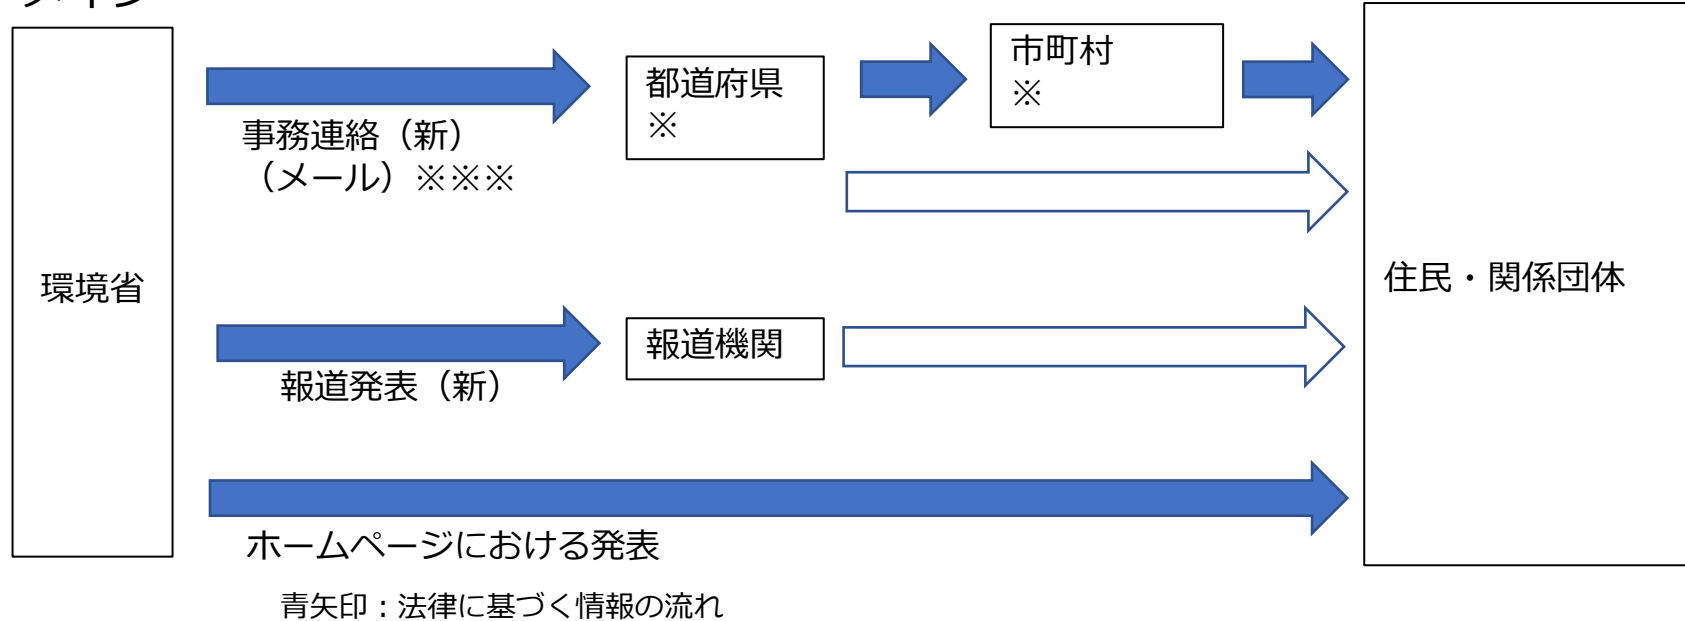 環境省
事務連絡（新）
（メール）※※※
都道府県
※
市町村
※
報道発表（新）
報道機関
ホームページにおける発表
住民・関係団体
青矢印：法律に基づく情報の流れ